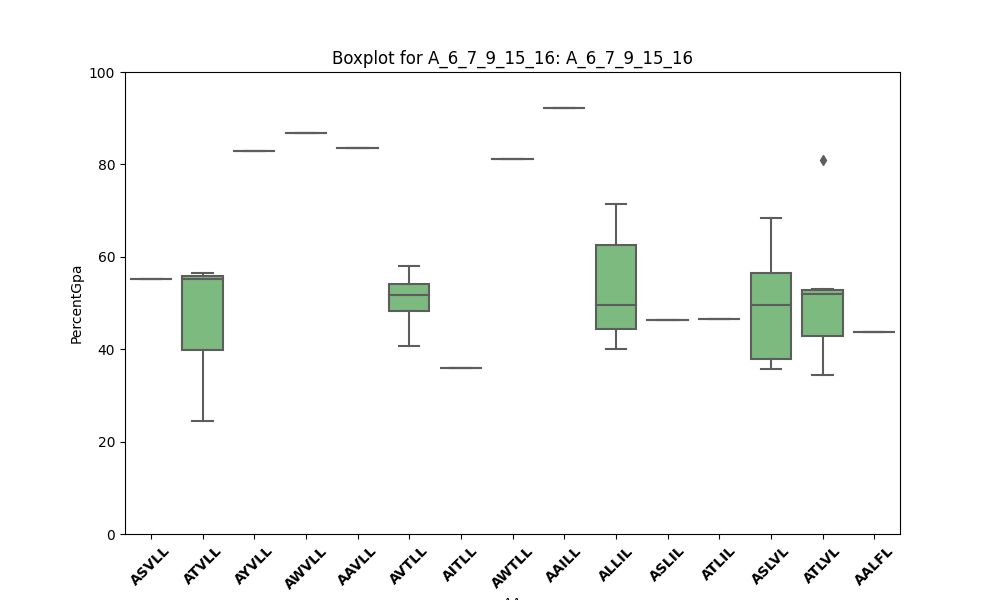 Boxplot for A_6_7_9_15_16: A_6_7_9_15_16
PercentGpa
100
80
60
40
20
0
ASVLL
ATVLL
AYVLL
AWVLL
AAVLL
AVTLL
AITLL
AWTLL
AAILL
ALLIL
ASLIL
ATLIL
ASLVL
ATLVL
AALFL